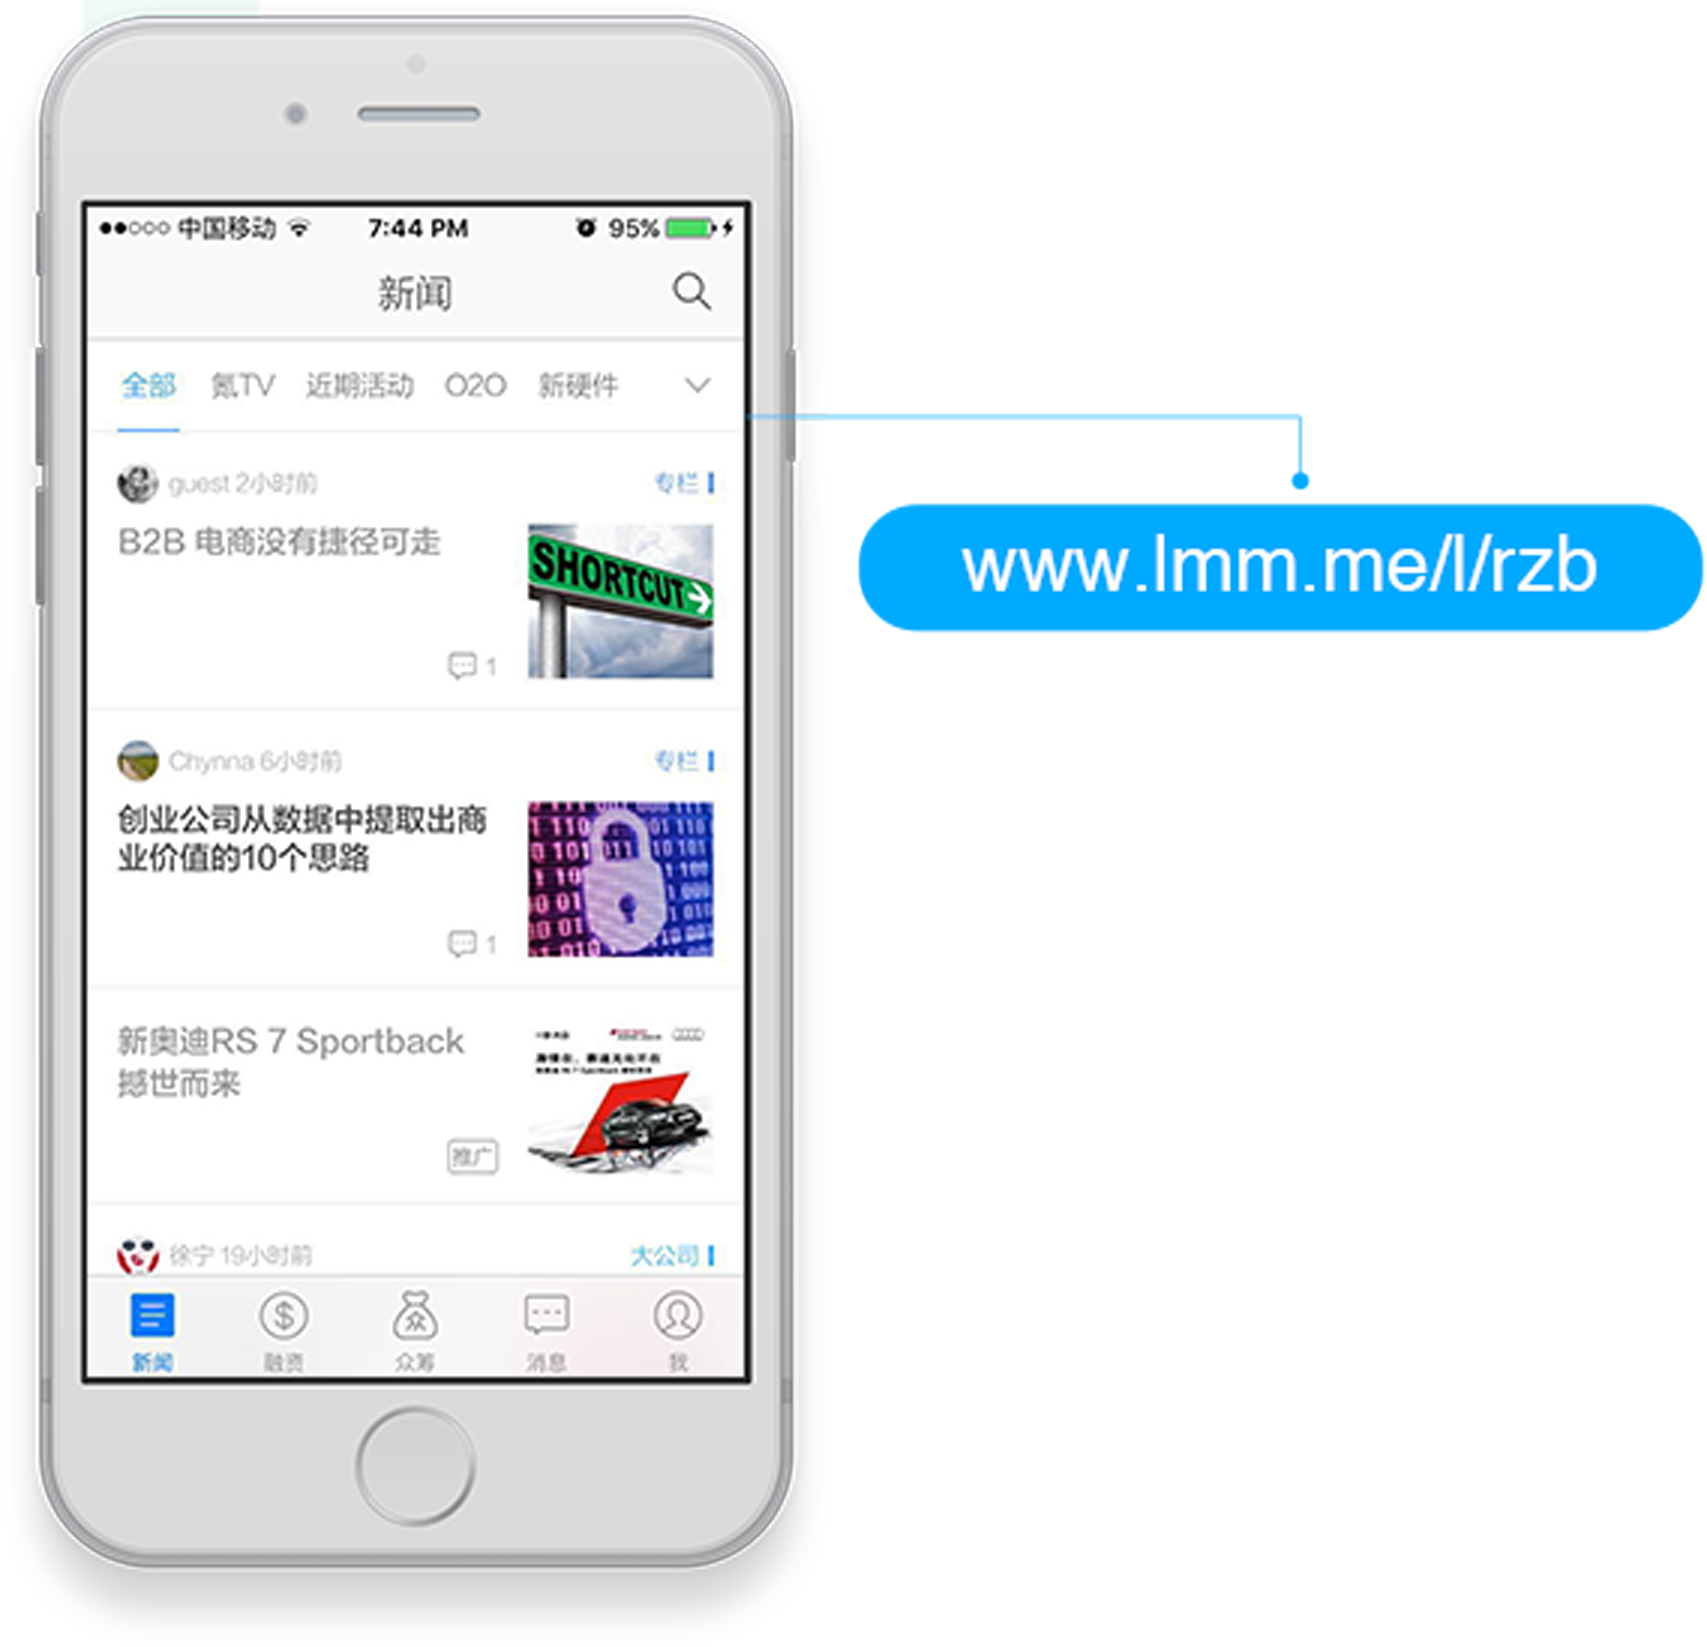 中国移动 7:44 PM 95%
新闻
全部 氪TV 近期活动 O2O 新硬件
guest 2小时前 专栏
B2B 电商没有捷径可走
SHORTCUT
1
Chynna 6小时前 专栏
创业公司从数据中提取出商
业价值的10个思路
1
新奥迪RS 7 Sportback
撼世而来
推广
徐宁 19小时前 大公司
众
新闻 融资 众筹 消息 我
www.lmm.me/l/rzb